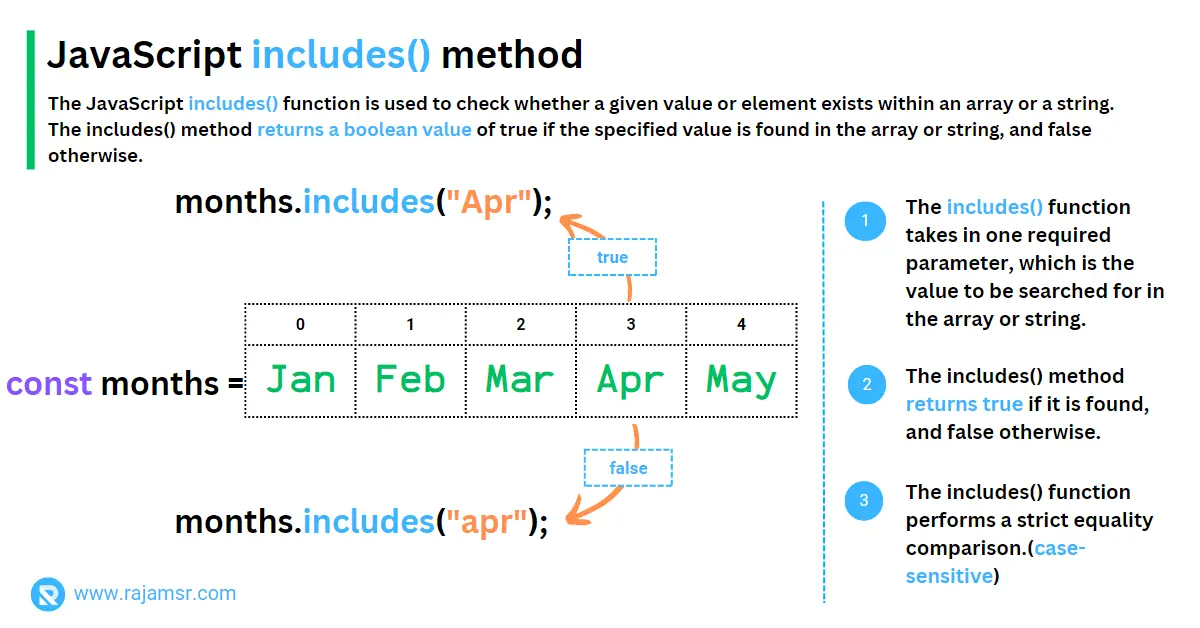 JavaScript includes() method
The JavaScript includes() function is used to check whether a given value or element exists within an array or a string.
The includes() method returns a boolean value of true if the specified value is found in the array or string, and false
otherwise.
months.includes("Apr");
true
0 1 2 3 4
const months = Jan Feb Mar Apr May
false
months.includes("apr");
1
The includes() function
takes in one required
parameter, which is the
value to be searched for in
the array or string.
2
The includes() method
returns true if it is found,
and false otherwise.
3
The includes() function
performs a strict equality
comparison.(case-
sensitive)
www.rajamsr.com